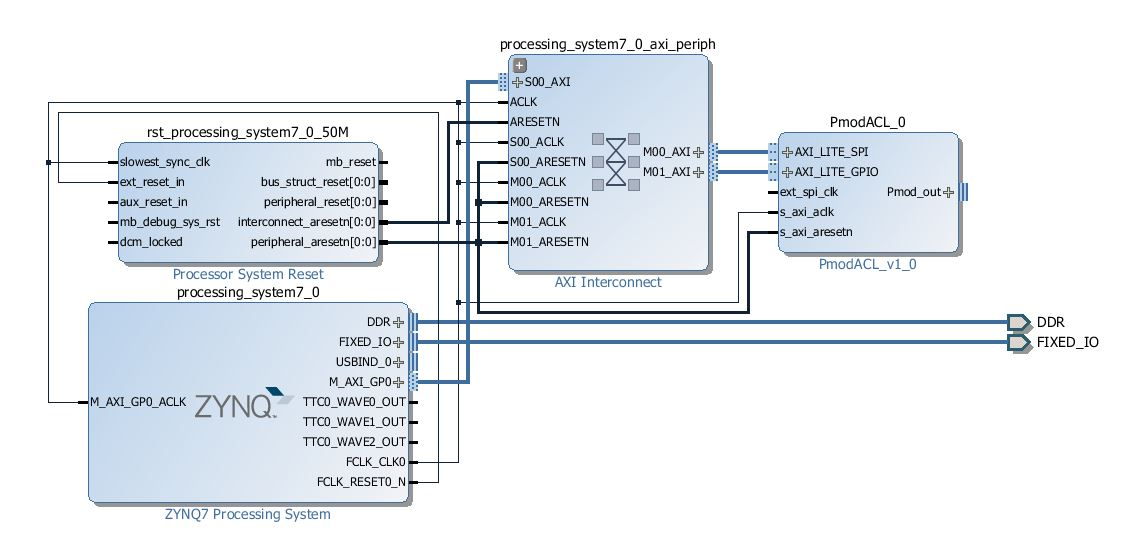 processing_system7_0_axi_periph
S00_AXI
ACLK
ARESETN
S00_ACLK
S00_ARESETN
M00_ACLK
M00_ARESETN
M01_ACLK
M01_ARESETN
M00_AXI
M01_AXI
AXI Interconnect
PmodACL_0
AXI_LITE_SPI
AXI_LITE_GPIO
ext_spi_clk
s_axi_aclk
s_axi_aresetn
Pmod_out
PmodACL_v1_0
rst_processing_system7_0_50M
slowest_sync_clk
ext_reset_in
aux_reset_in
mb_debug_sys_rst
dcm_locked
mb_reset
bus_struct_reset[0:0]
peripheral_reset[0:0]
interconnect_aresetn[0:0]
peripheral_aresetn[0:0]
Processor System Reset
processing_system7_0
M_AXI_GP0_ACLK
ZYNQ
DDR
FIXED_IO
USBIND_0
M_AXI_GP0
TTC0_WAVE0_OUT
TTC0_WAVE1_OUT
TTC0_WAVE2_OUT
FCLK_CLK0
FCLK_RESET0_N
ZYNQ7 Processing System
DDR
FIXED_IO